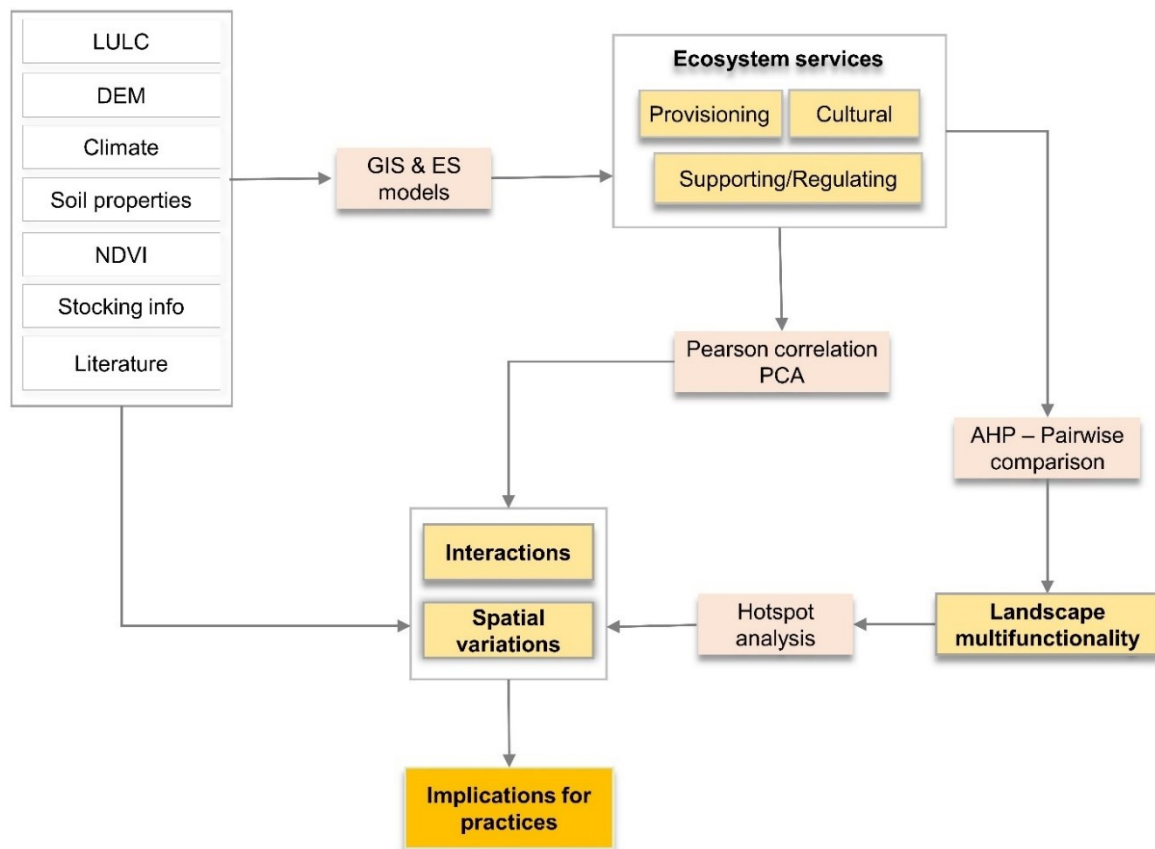 LULC
DEM
Climate
Soil properties
NDVI
Stocking info
Literature
GIS & ES
models
Ecosystem services
Provisioning
Cultural
Supporting/Regulating
Pearson correlation
PCA
AHP – Pairwise
comparison
Interactions
Spatial
variations
Hotspot
analysis
Landscape
multifunctionality
Implications for
practices